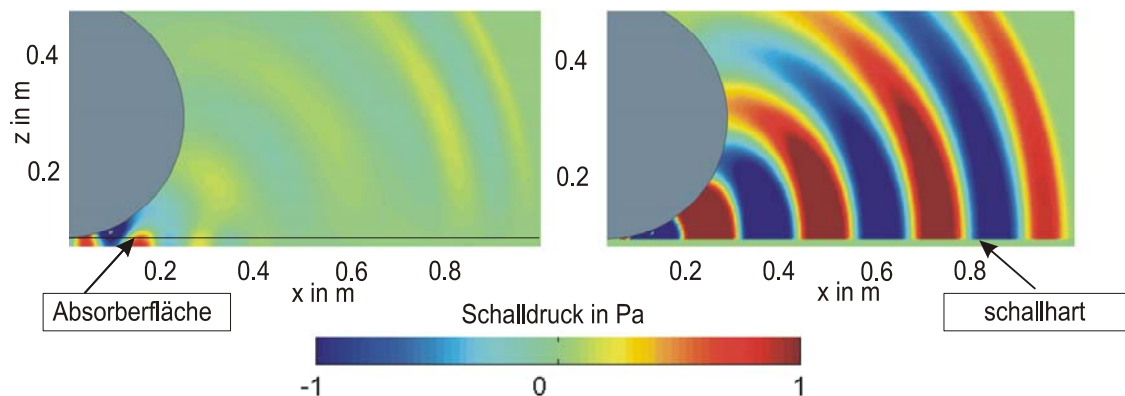 z in m
0.4
0.2
0.2 0.4 0.6 0.8
x in m
Absorberfläche
0.4
0.2
0.2 0.4 0.6 0.8
x in m
schallhart
Schalldruck in Pa
-1 0 1